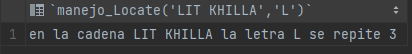 `manejo_Locate('LIT KHILLA','L')`
1 en la cadena LIT KHILLA la letra L se repite 3